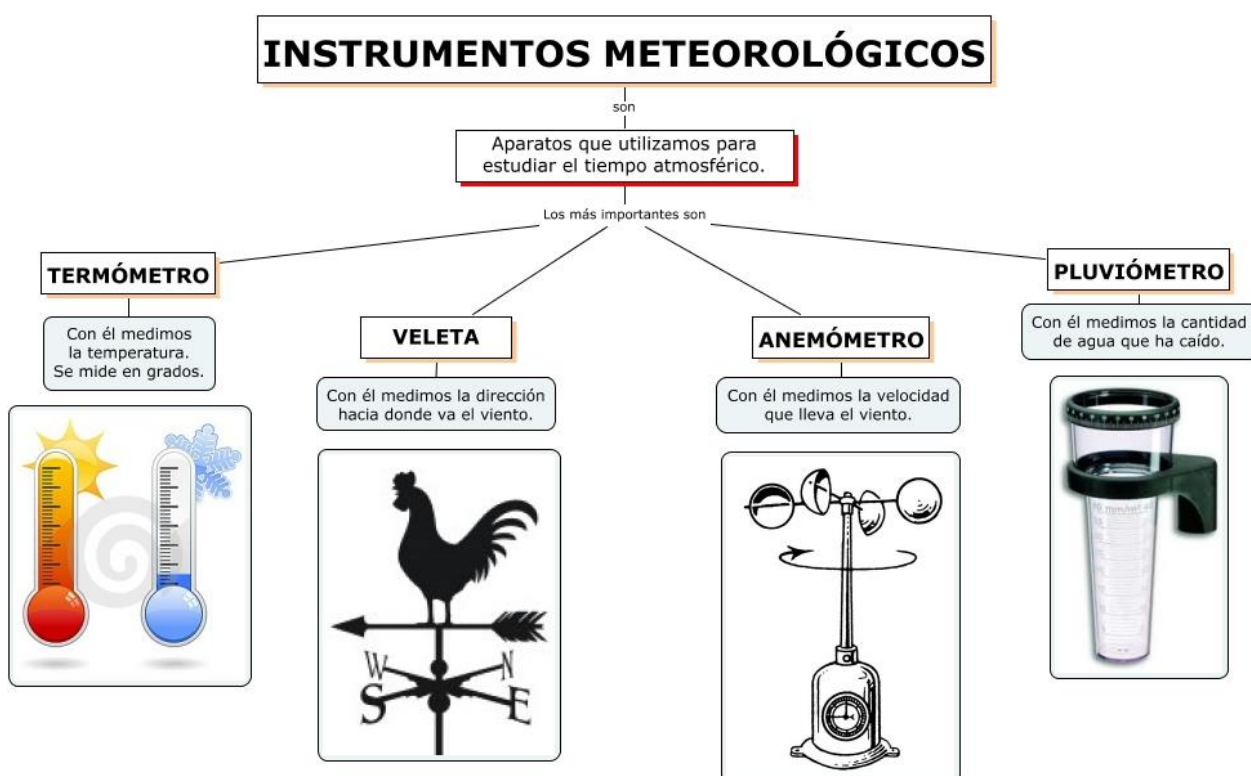 INSTRUMENTOS METEOROLÓGICOS
son
Aparatos que utilizamos para
estudiar el tiempo atmosférico.
Los más importantes son
TERMÓMETRO
Con él medimos
la temperatura.
Se mide en grados.
VELETA
Con él medimos la dirección
hacia donde va el viento.
W N
S E
ANEMÓMETRO
Con él medimos la velocidad
que lleva el viento.
PLUVIÓMETRO
Con él medimos la cantidad
de agua que ha caído.